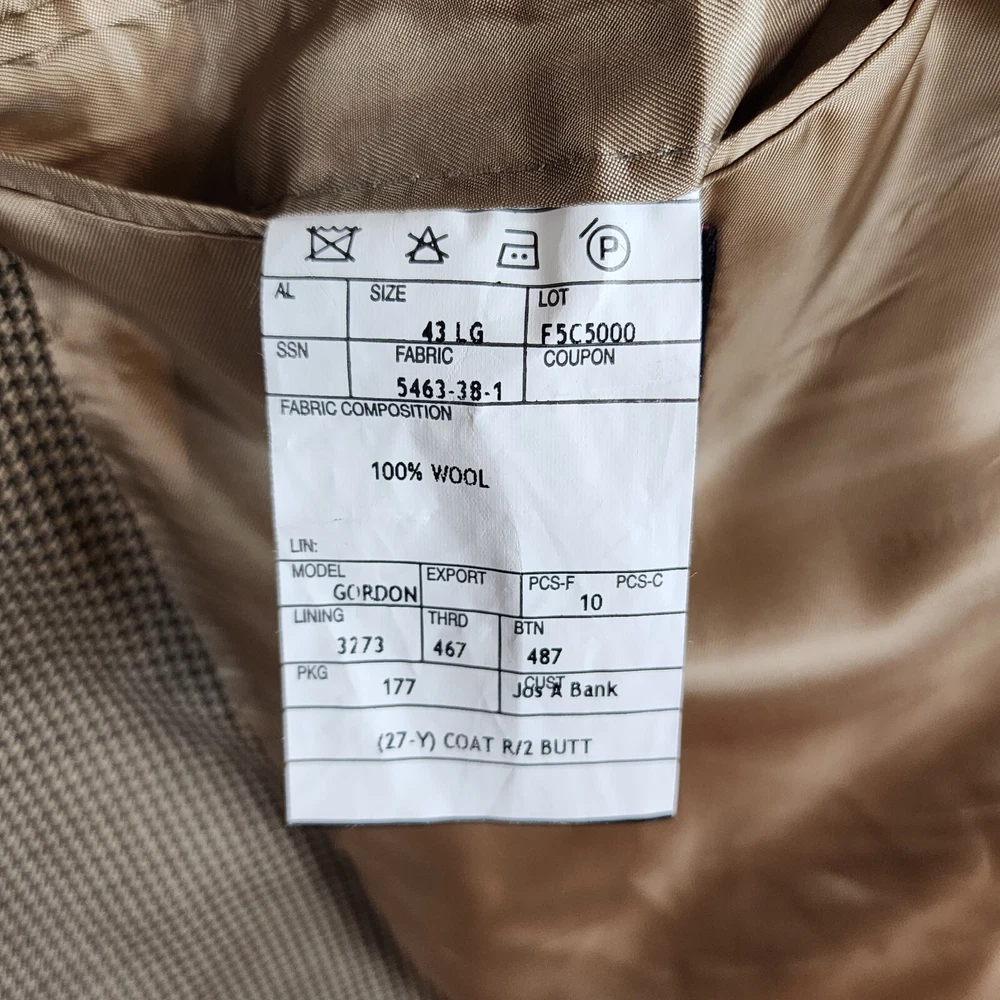 P
AL SIZE LOT
43 LG F5C5000
SSN FABRIC COUPON
5463-38-1
FABRIC COMPOSITION
100% WOOL
LIN:
MODEL EXPORT PCS-F PCS-C
GORDON 10
LINING THRD BTN
3273 467 487
PKG CUST
177 Jos A Bank
(27-Y) COAT R/2 BUTT